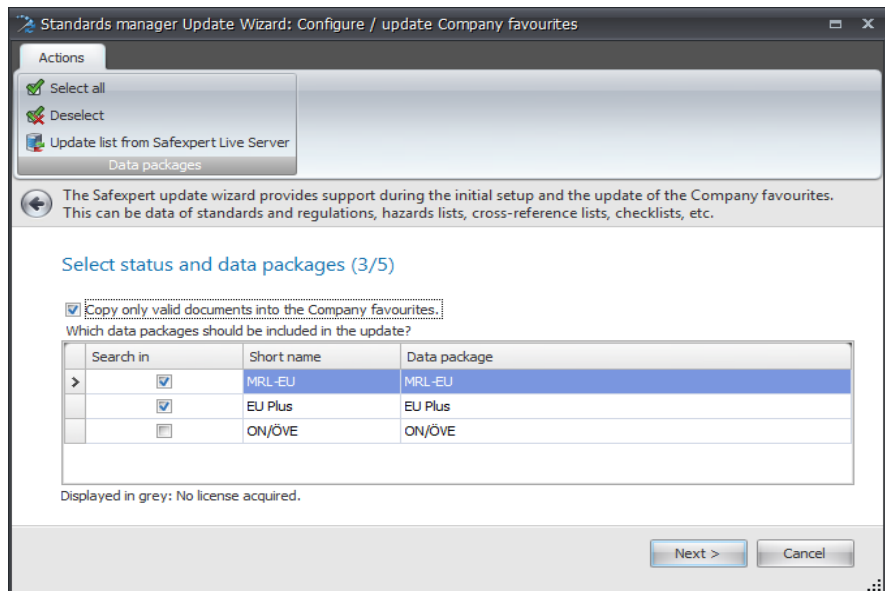 Standards manager Update Wizard: Configure / update Company favourites
Actions
Select all
Deselect
Update list from Safexpert Live Server
Data packages
The Safexpert update wizard provides support during the initial setup and the update of the Company favourites.
This can be data of standards and regulations, hazards lists, cross-reference lists, checklists, etc.
Select status and data packages (3/5)
Copy only valid documents into the Company favourites.
Which data packages should be included in the update?
Search in Short name Data package
MRL-EU MRL-EU
EU Plus EU Plus
ON/ÖVE ON/ÖVE
Displayed in grey: No license acquired.
Next > Cancel